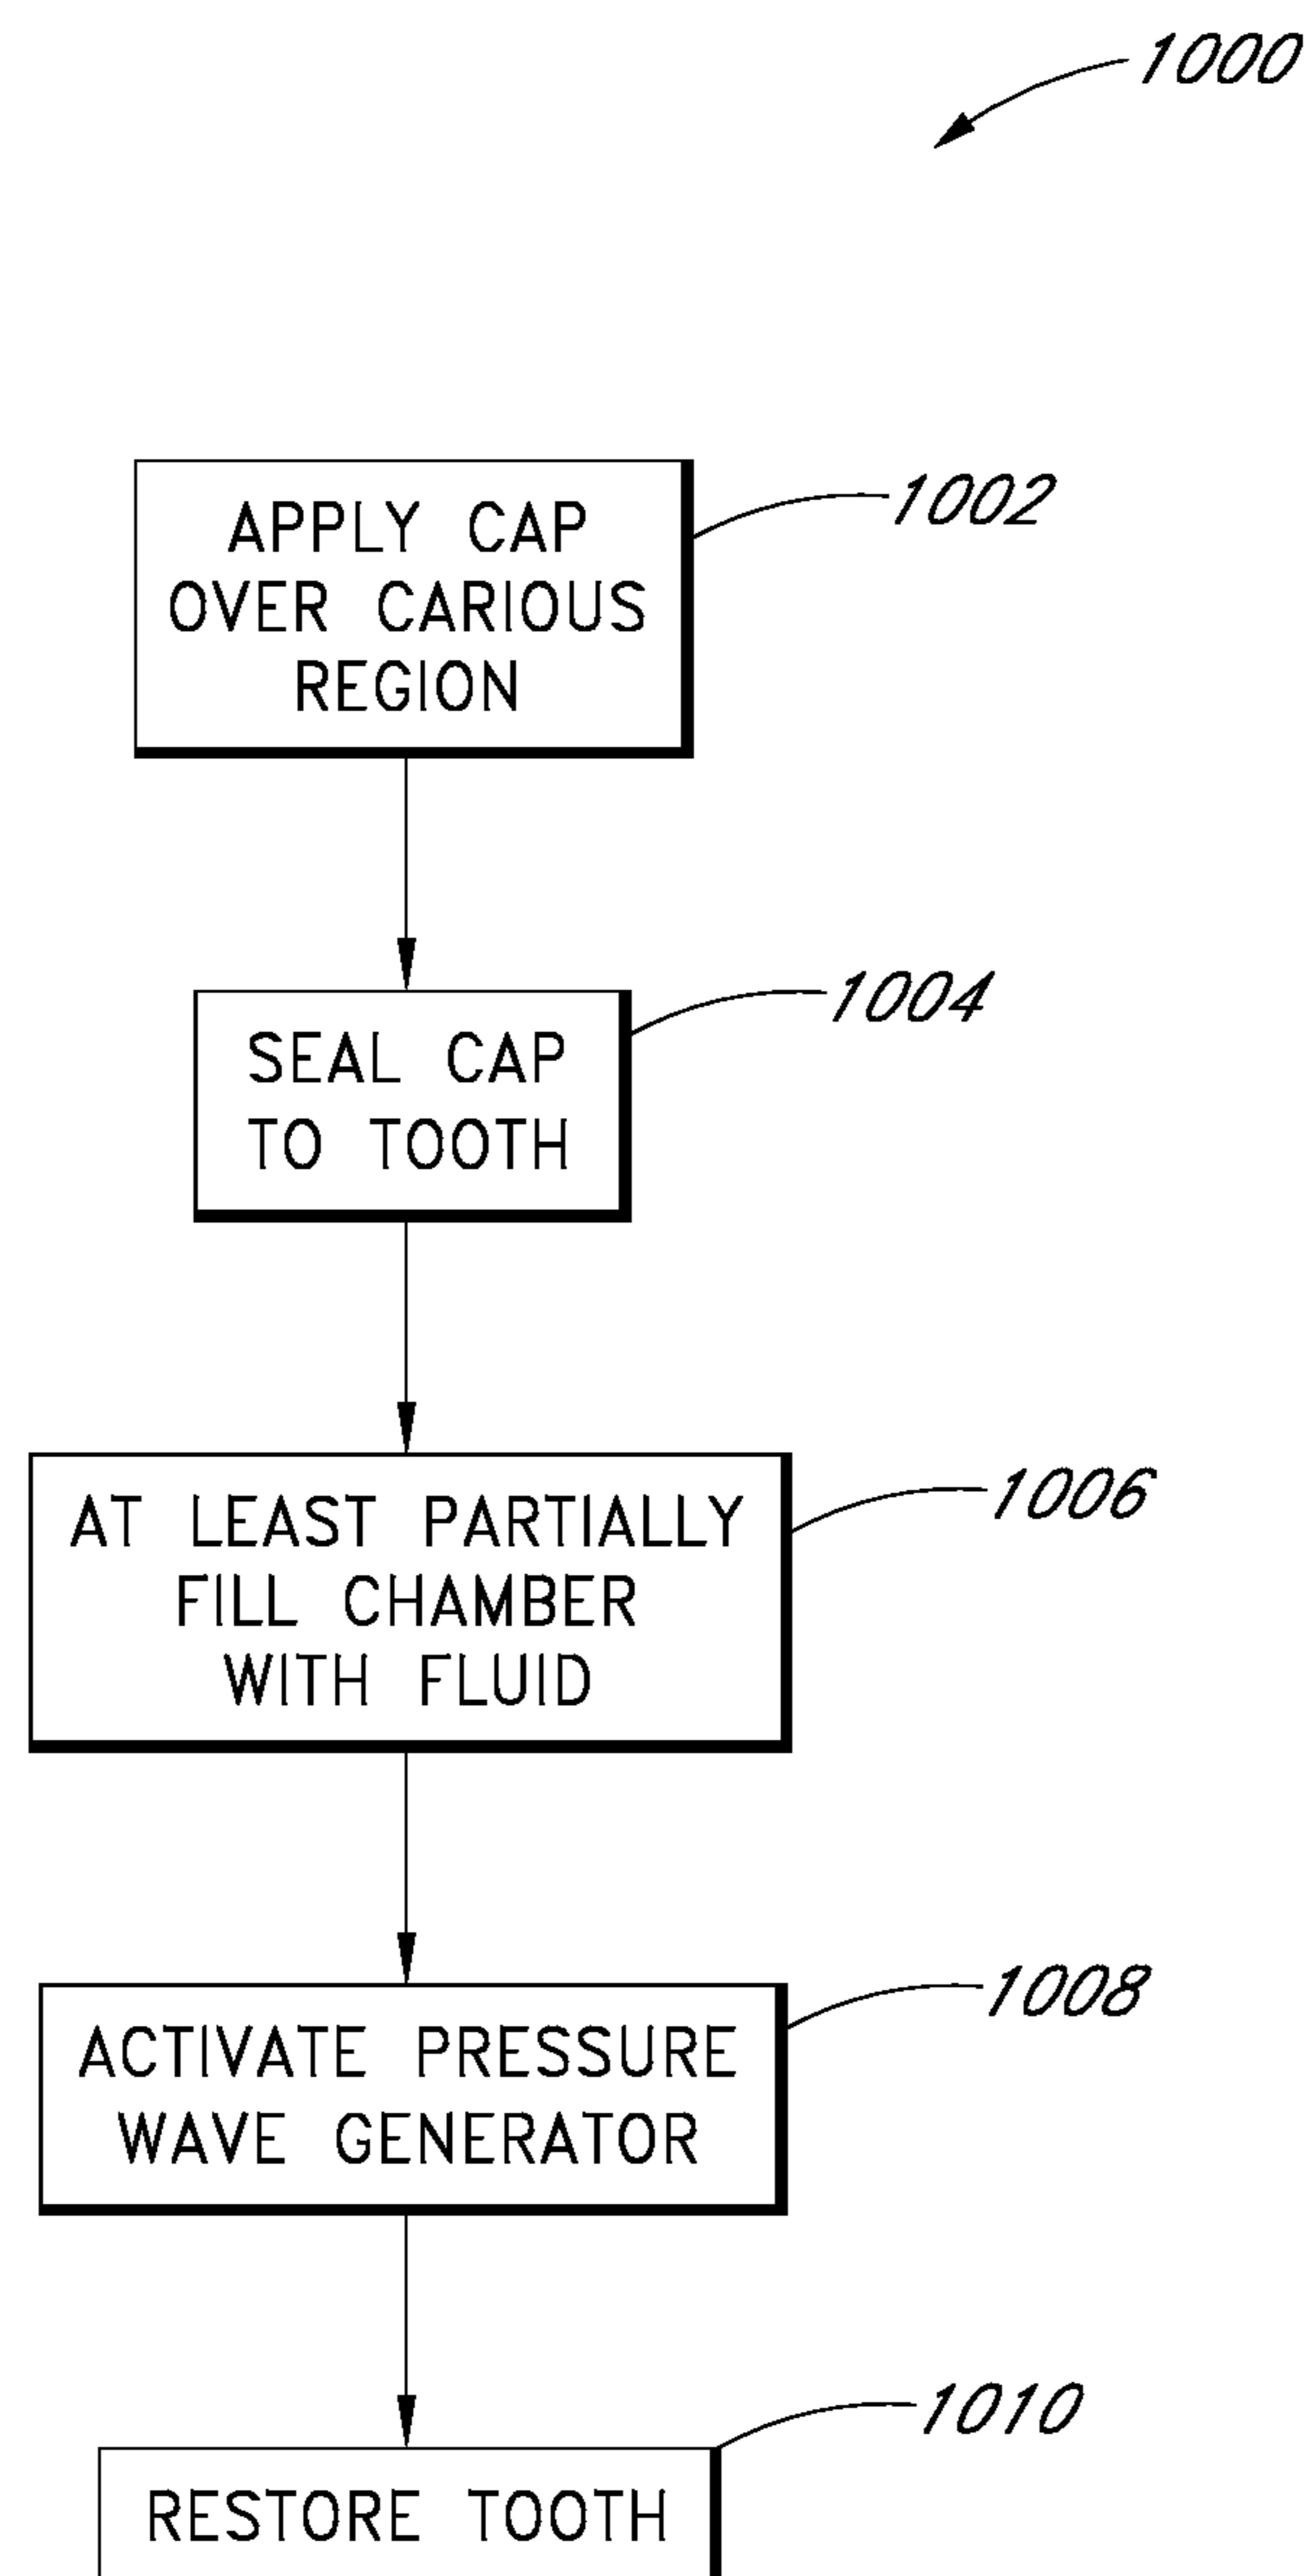 1000
APPLY CAP
OVER CARIOUS
REGION
1002
SEAL CAP
TO TOOTH
1004
AT LEAST PARTIALLY
FILL CHAMBER
WITH FLUID
1006
ACTIVATE PRESSURE
WAVE GENERATOR
1008
RESTORE TOOTH
1010